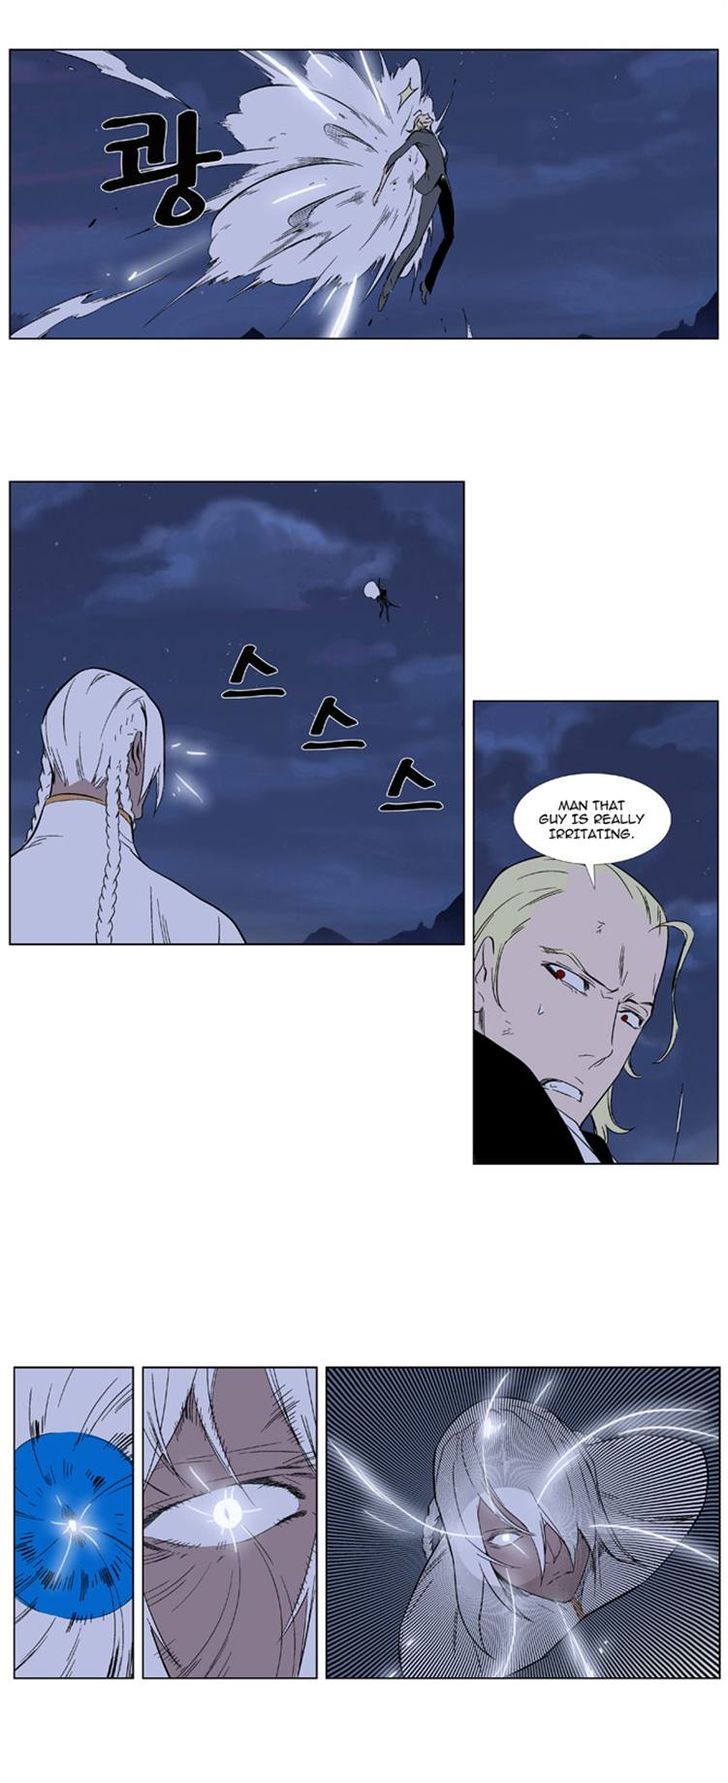 쾅
스
스
스
MAN THAT
GUY IS REALLY
IRRITATING.